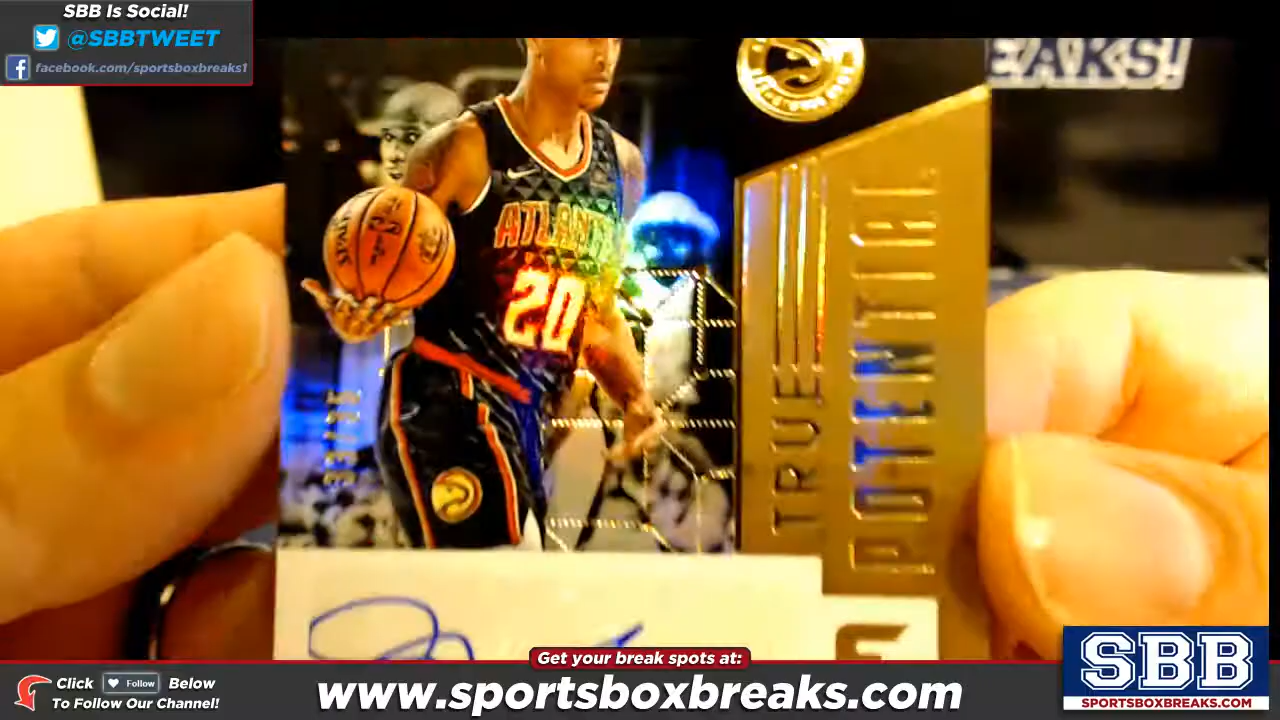 SBB Is Social!
@SBBTWEET
facebook.com/sportsboxbreaks1
EAKS!
ATLANTA
20
TRUE
POTENTIAL
Get your break spots at:
Click Follow Below
To Follow Our Channel!
www.sportsboxbreaks.com
SBB
SPORTSBOXBREAKS.COM